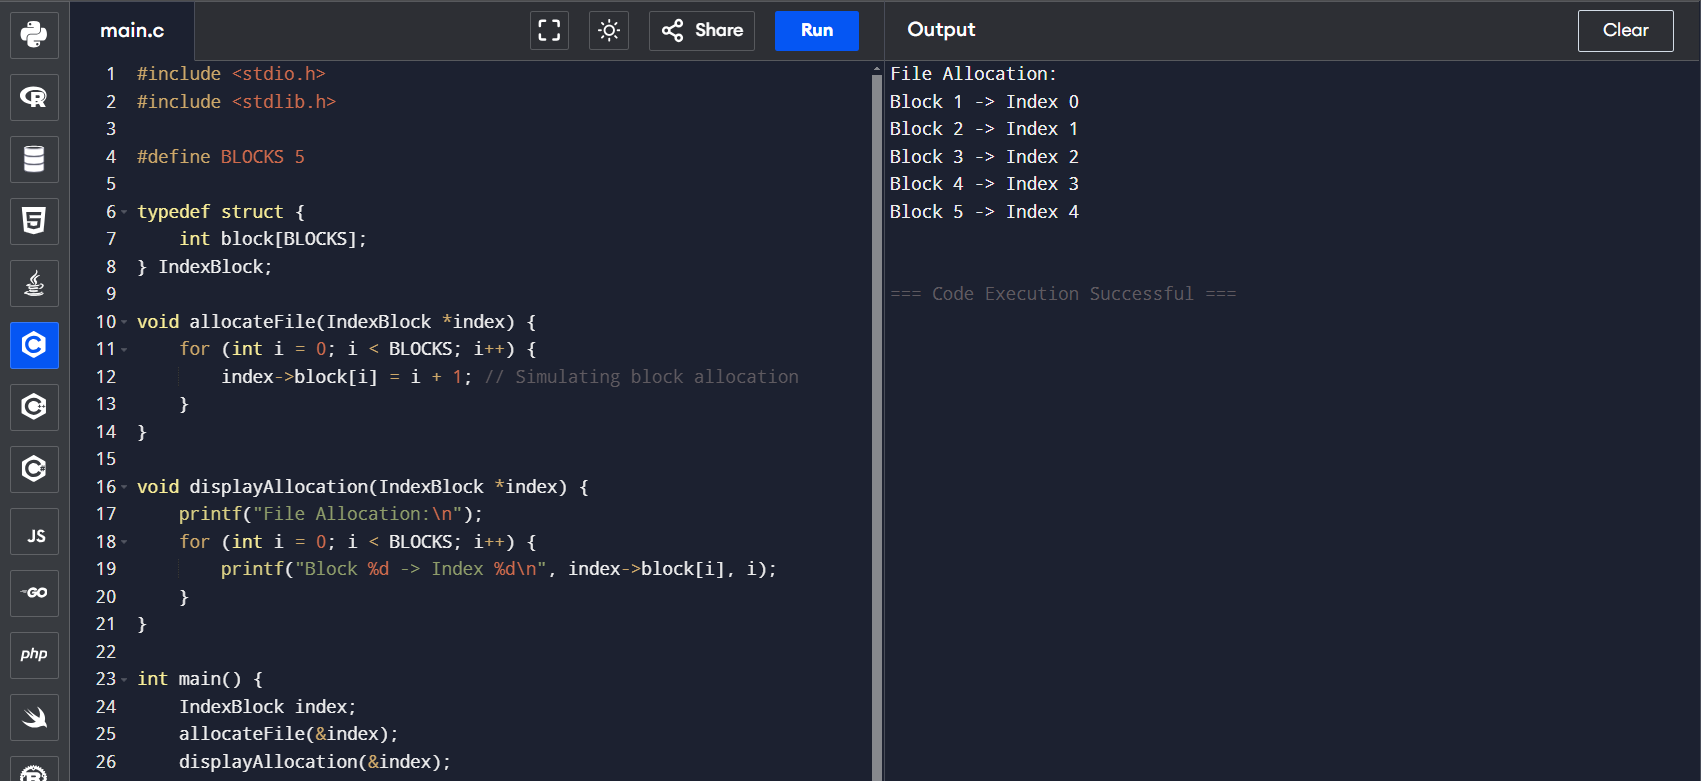 main.c
Share
Run
Output
Clear
1 #include <stdio.h>
2 #include <stdlib.h>
3
4 #define BLOCKS 5
5
6 typedef struct {
7     int block[BLOCKS];
8 } IndexBlock;
9
10 void allocateFile(IndexBlock *index) {
11     for (int i = 0; i < BLOCKS; i++) {
12         index->block[i] = i + 1; // Simulating block allocation
13     }
14 }
15
16 void displayAllocation(IndexBlock *index) {
17     printf("File Allocation:\n");
18     for (int i = 0; i < BLOCKS; i++) {
19         printf("Block %d -> Index %d\n", index->block[i], i);
20     }
21 }
22
23 int main() {
24     IndexBlock index;
25     allocateFile(&index);
26     displayAllocation(&index);
File Allocation:
Block 1 -> Index 0
Block 2 -> Index 1
Block 3 -> Index 2
Block 4 -> Index 3
Block 5 -> Index 4
=== Code Execution Successful ===
R
5
C
C
C
JS
GO
php
R